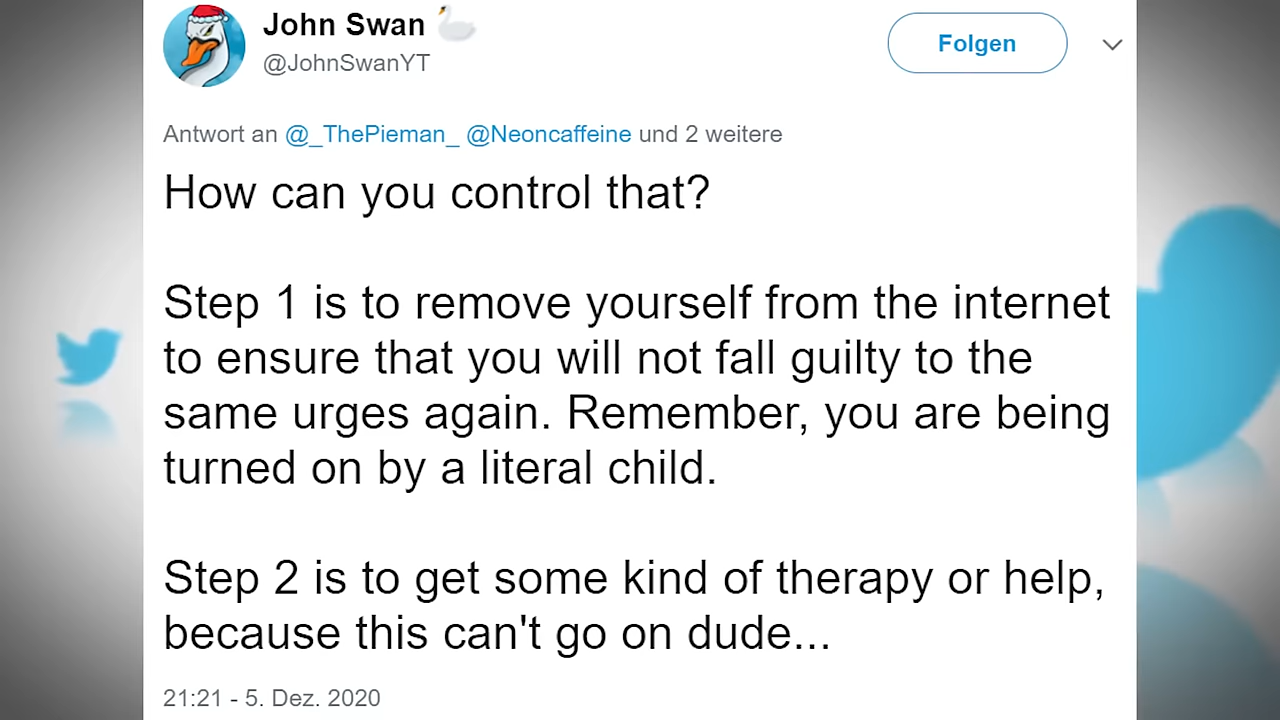 John Swan 🦢
@JohnSwanYT
Folgen
Antwort an @_ThePieman_ @Neoncaffeine und 2 weitere
How can you control that?
Step 1 is to remove yourself from the internet
to ensure that you will not fall guilty to the
same urges again. Remember, you are being
turned on by a literal child.
Step 2 is to get some kind of therapy or help,
because this can't go on dude...
21:21 - 5. Dez. 2020